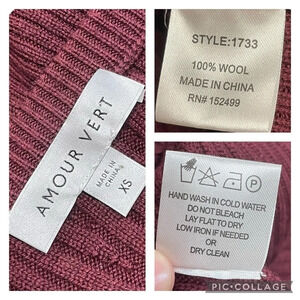 AMOUR VERT
MADE IN
CHINA
XS
STYLE:1733
100% WOOL
MADE IN CHINA
RN# 152499
HAND WASH IN COLD WATER
DO NOT BLEACH
LAY FLAT TO DRY
LOW IRON IF NEEDED
OR
DRY CLEAN
PIC•COLLAGE